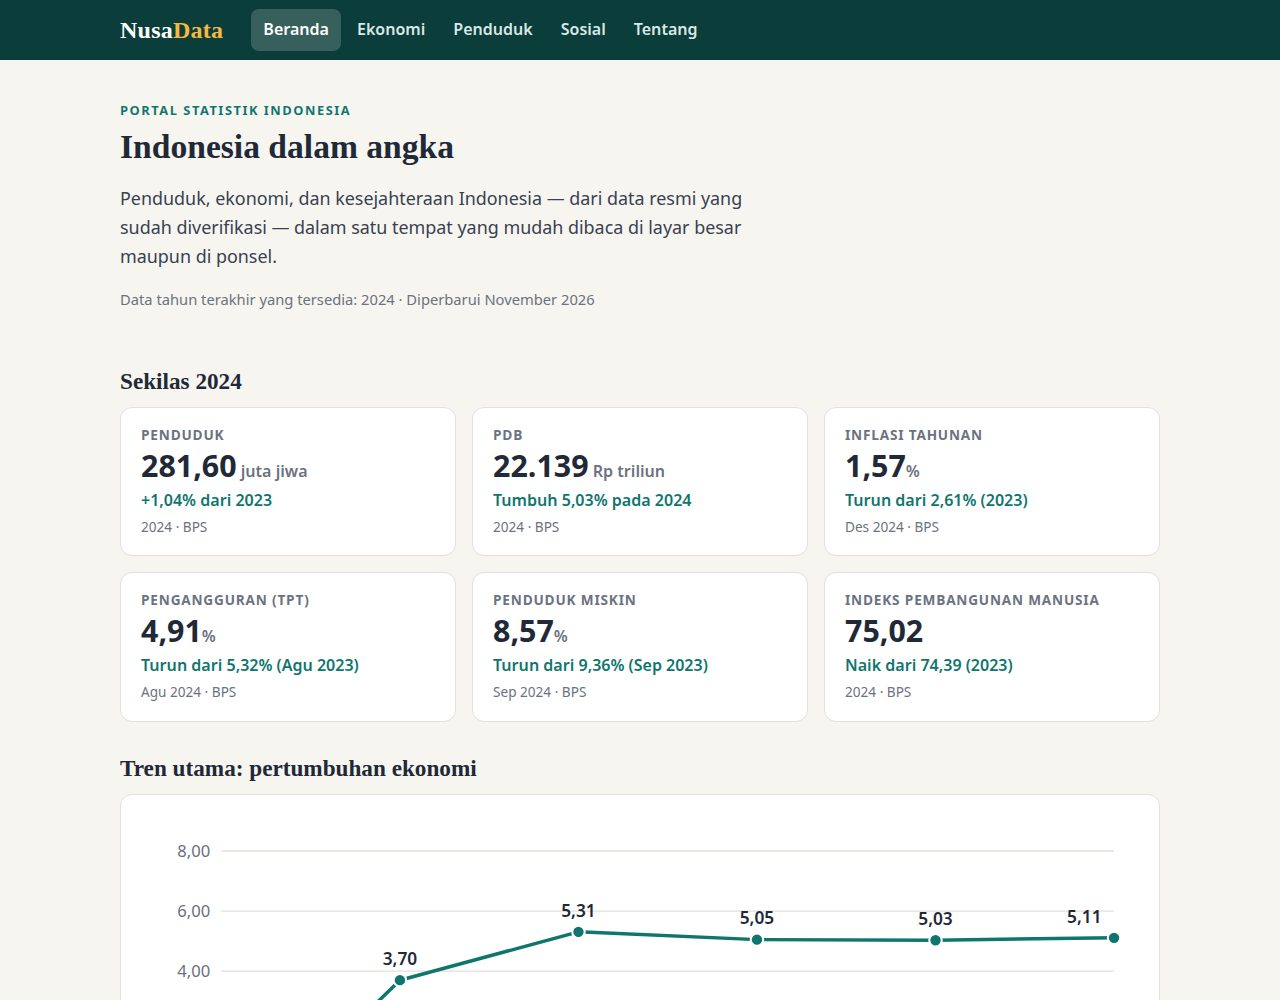 NusaData Beranda Ekonomi Penduduk Sosial Tentang
PORTAL STATISTIK INDONESIA
Indonesia dalam angka
Penduduk, ekonomi, dan kesejahteraan Indonesia — dari data resmi yang
sudah diverifikasi — dalam satu tempat yang mudah dibaca di layar besar
maupun di ponsel.
Data tahun terakhir yang tersedia: 2024 · Diperbarui November 2026
Sekilas 2024
PENDUDUK
281,60 juta jiwa
+1,04% dari 2023
2024 · BPS
PDB
22.139 Rp triliun
Tumbuh 5,03% pada 2024
2024 · BPS
INFLASI TAHUNAN
1,57%
Turun dari 2,61% (2023)
Des 2024 · BPS
PENGANGGURAN (TPT)
4,91%
Turun dari 5,32% (Agu 2023)
Agu 2024 · BPS
PENDUDUK MISKIN
8,57%
Turun dari 9,36% (Sep 2023)
Sep 2024 · BPS
INDEKS PEMBANGUNAN MANUSIA
75,02
Naik dari 74,39 (2023)
2024 · BPS
Tren utama: pertumbuhan ekonomi
8,00
6,00
4,00
3,70
5,31
5,05
5,03
5,11